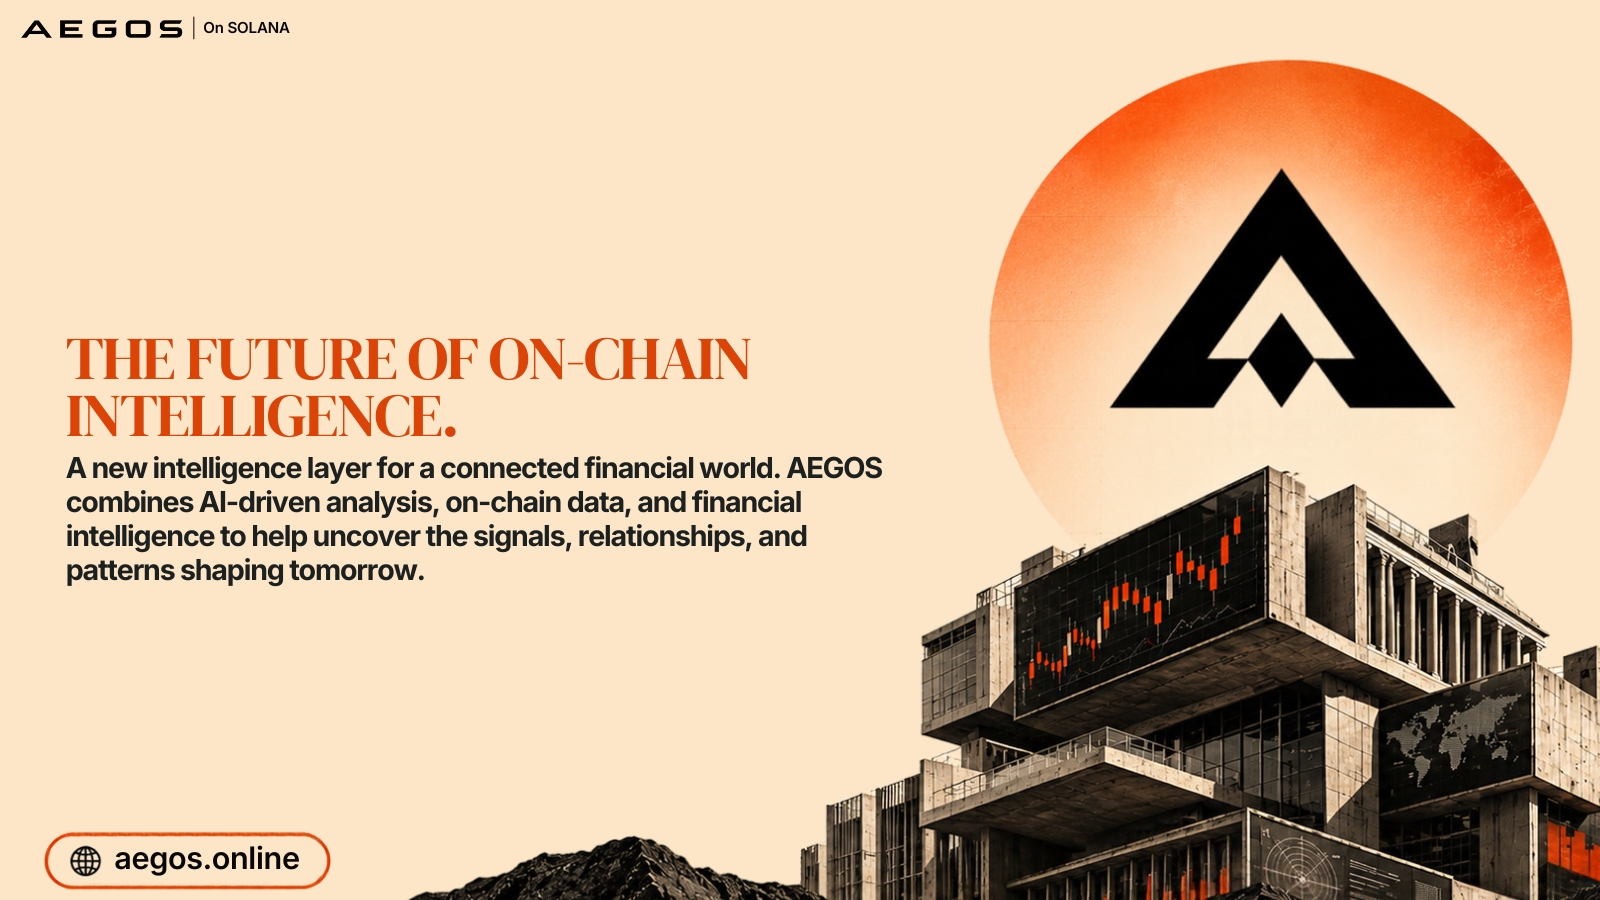 AEGOS On SOLANA
THE FUTURE OF ON-CHAIN
INTELLIGENCE.
A new intelligence layer for a connected financial world. AEGOS
combines AI-driven analysis, on-chain data, and financial
intelligence to help uncover the signals, relationships, and
patterns shaping tomorrow.
aegos.online